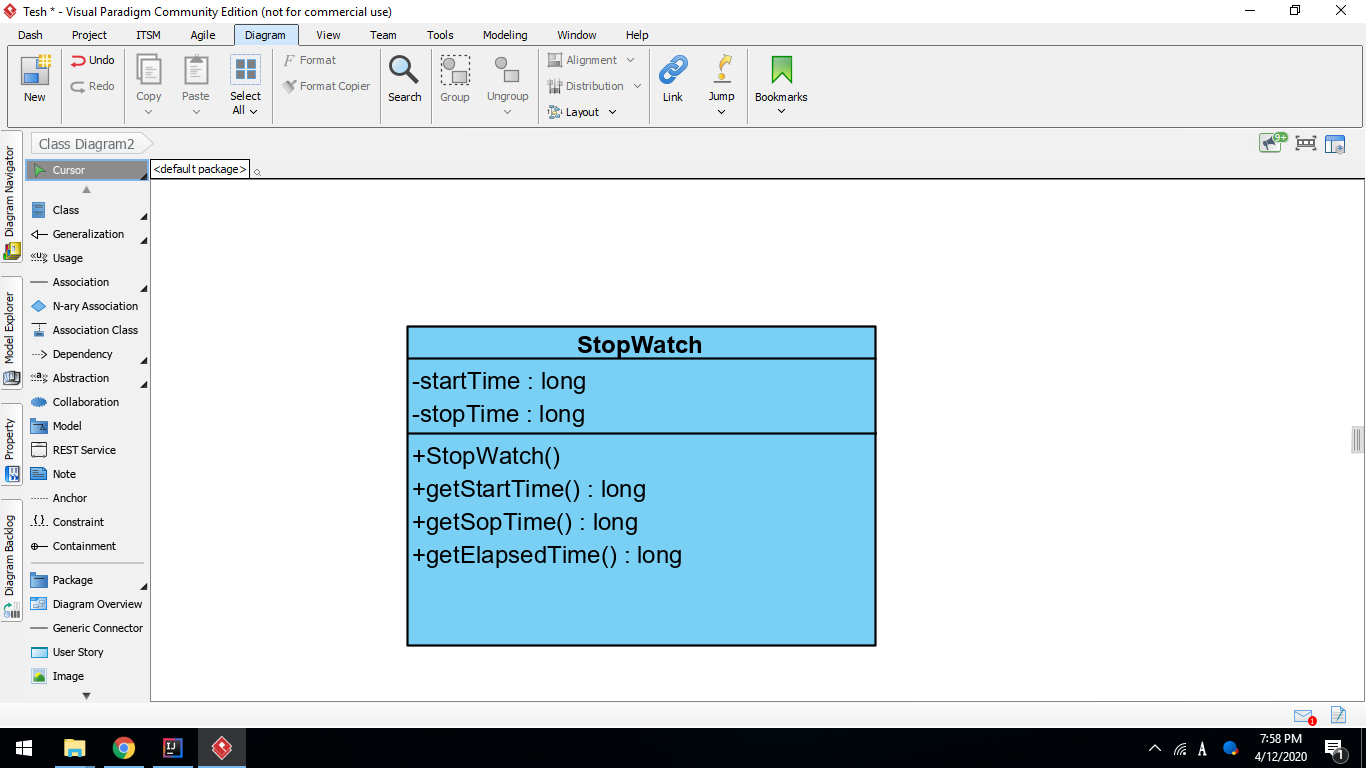 Tesh * - Visual Paradigm Community Edition (not for commercial use)
Dash Project ITSM Agile Diagram View Team Tools Modeling Window Help
New
Undo
Redo
Copy
Paste
Select
All
Format
Format Copier
Search
Group
Ungroup
Alignment
Distribution
Layout
Link
Jump
Bookmarks
Class Diagram2
9+
Diagram Navigator
Model Explorer
Property
Diagram Backlog
Cursor
Class
Generalization
«U» Usage
Association
N-ary Association
Association Class
Dependency
«a» Abstraction
Collaboration
Model
REST Service
Note
Anchor
{} Constraint
Containment
Package
Diagram Overview
Generic Connector
User Story
Image
<default package>
StopWatch
-startTime : long
-stopTime : long
+StopWatch()
+getStartTime() : long
+getSopTime() : long
+getElapsedTime() : long
1
IJ
A
7:58 PM
4/12/2020
1